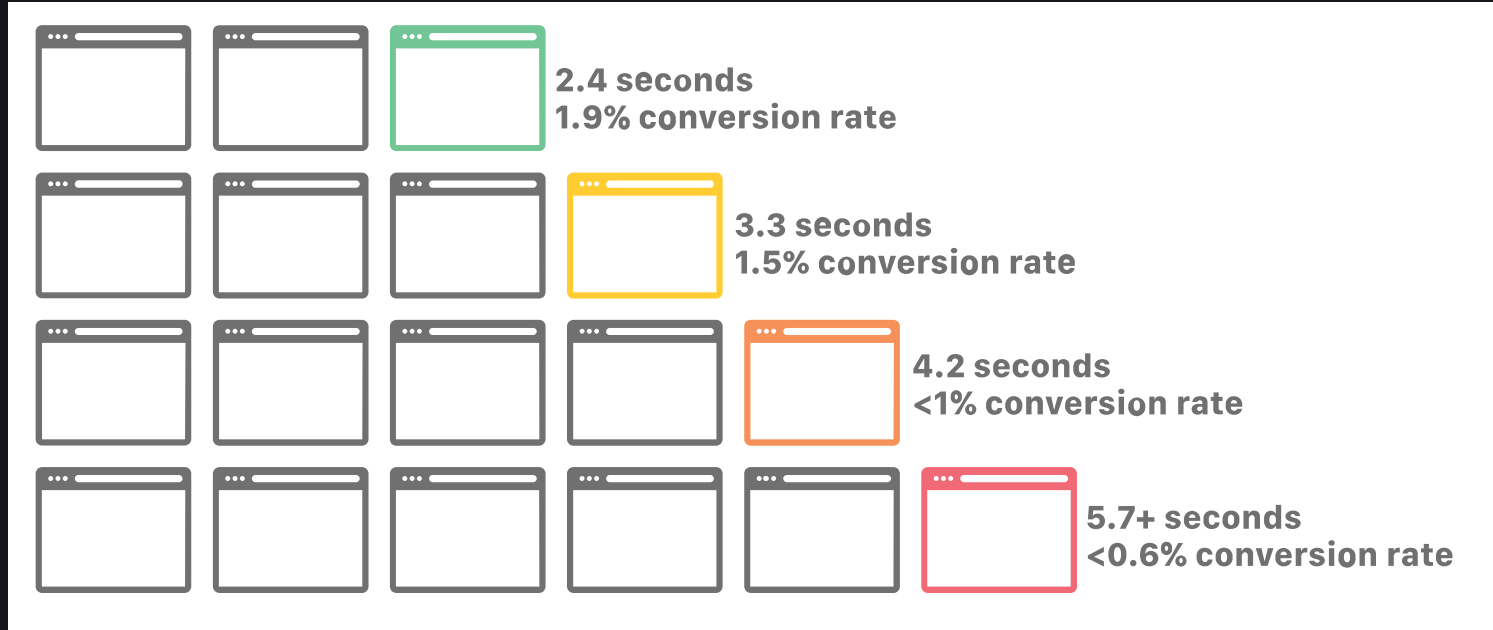 2.4 seconds
1.9% conversion rate
3.3 seconds
1.5% conversion rate
4.2 seconds
<1% conversion rate
5.7+ seconds
<0.6% conversion rate